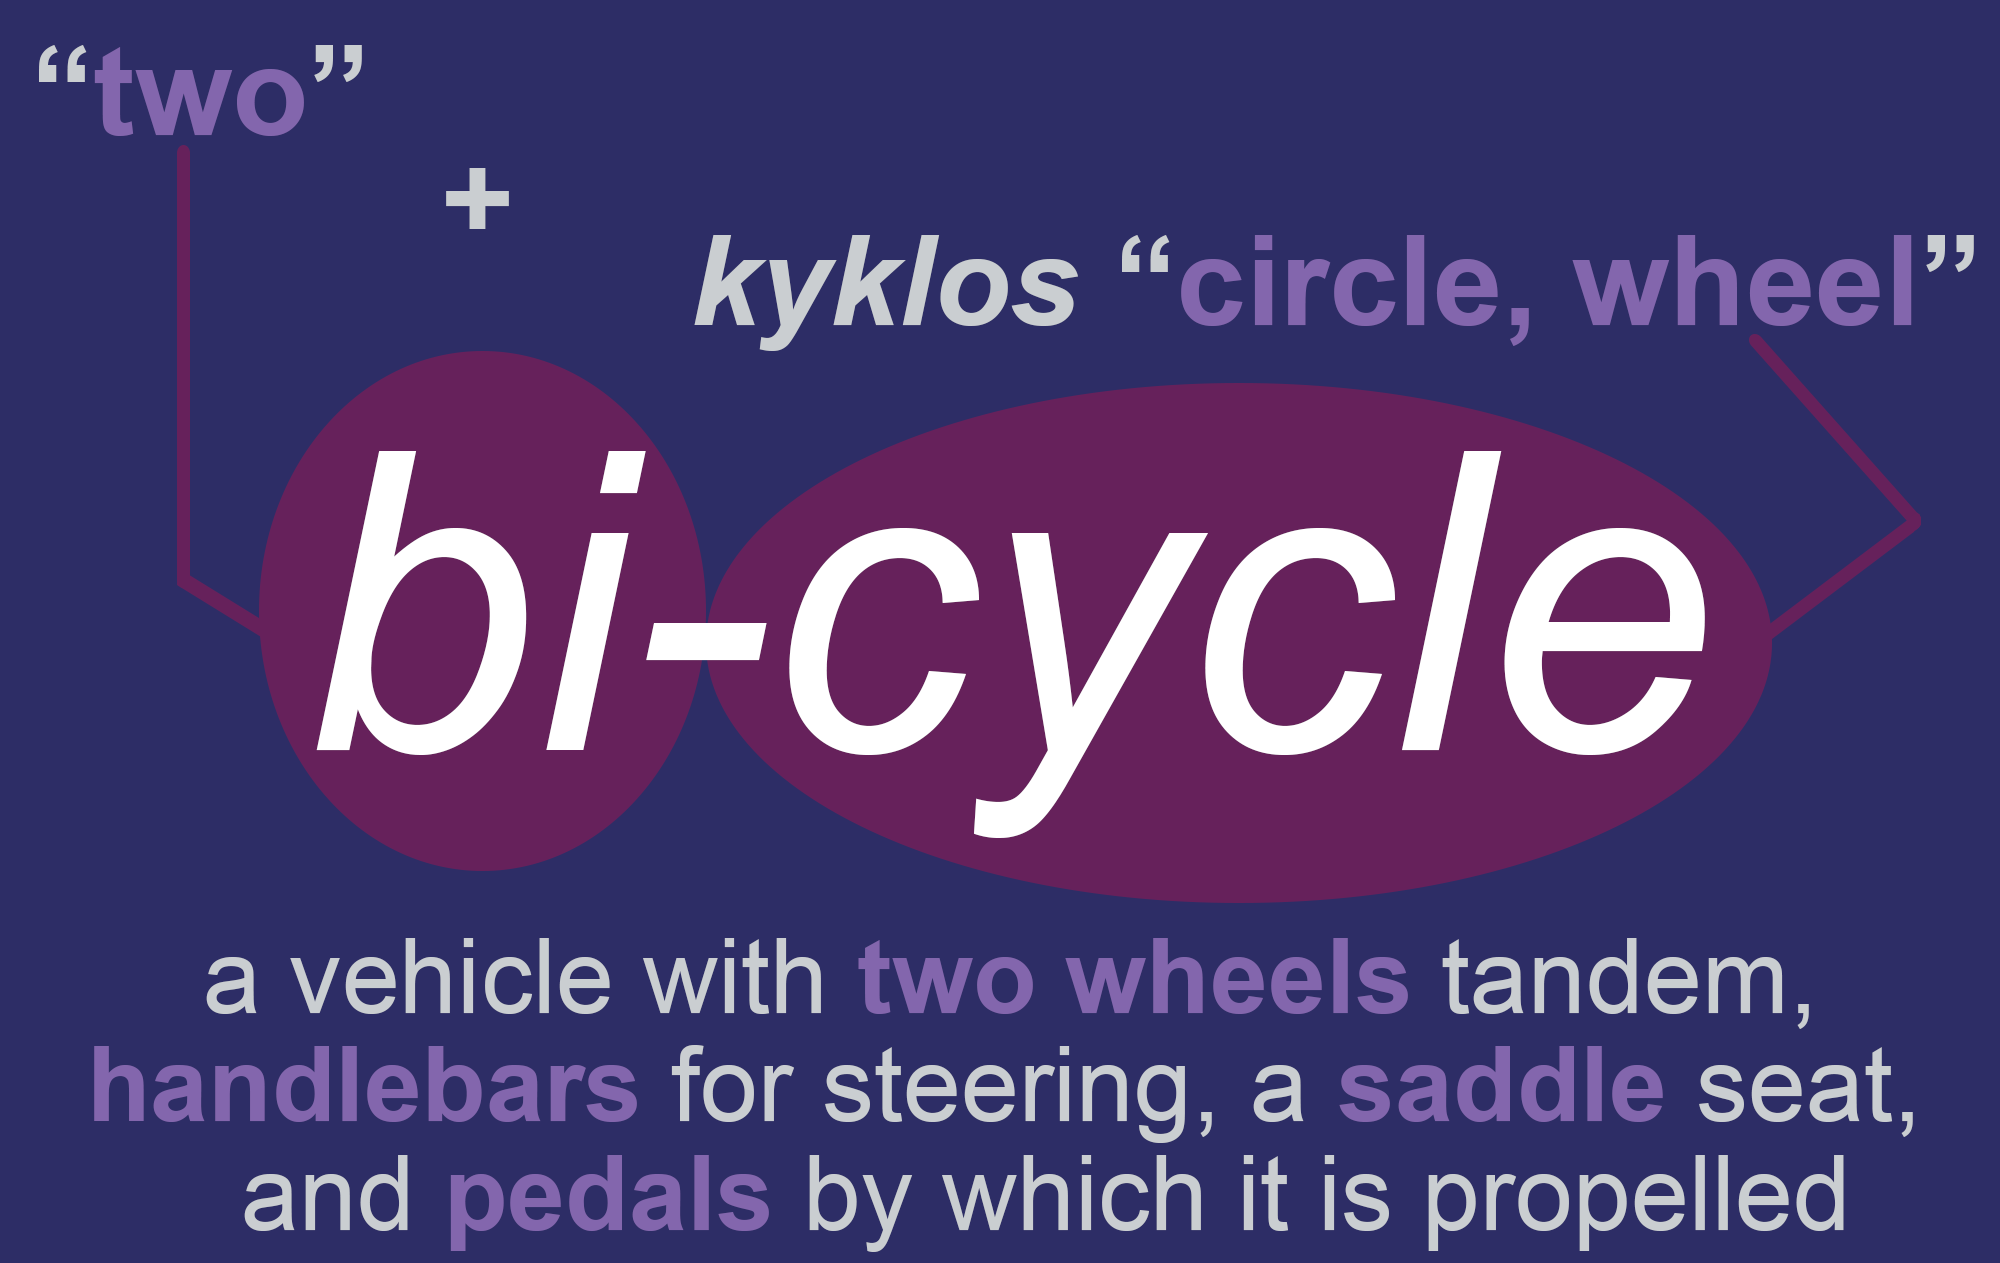 “two”
+
kyklos “circle, wheel”
bi-cycle
a vehicle with two wheels tandem,
handlebars for steering, a saddle seat,
and pedals by which it is propelled